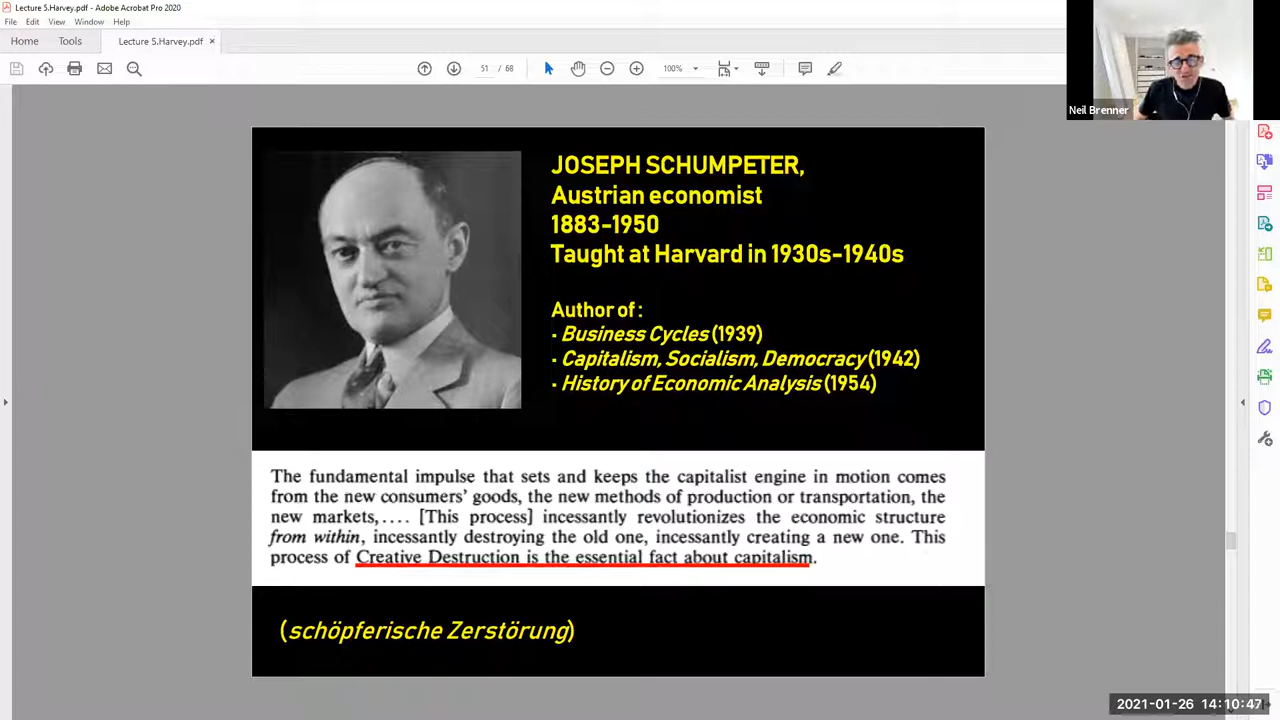 Lecture 5.Harvey.pdf - Adobe Acrobat Pro 2020
File Edit View Window Help
Home Tools Lecture 5.Harvey.pdf ×
51 / 68 100%
Neil Brenner
JOSEPH SCHUMPETER,
Austrian economist
1883-1950
Taught at Harvard in 1930s-1940s
Author of :
- Business Cycles (1939)
- Capitalism, Socialism, Democracy (1942)
- History of Economic Analysis (1954)
The fundamental impulse that sets and keeps the capitalist engine in motion comes
from the new consumers' goods, the new methods of production or transportation, the
new markets,.... [This process] incessantly revolutionizes the economic structure
from within, incessantly destroying the old one, incessantly creating a new one. This
process of Creative Destruction is the essential fact about capitalism.
(schöpferische Zerstörung)
2021-01-26 14:10:47